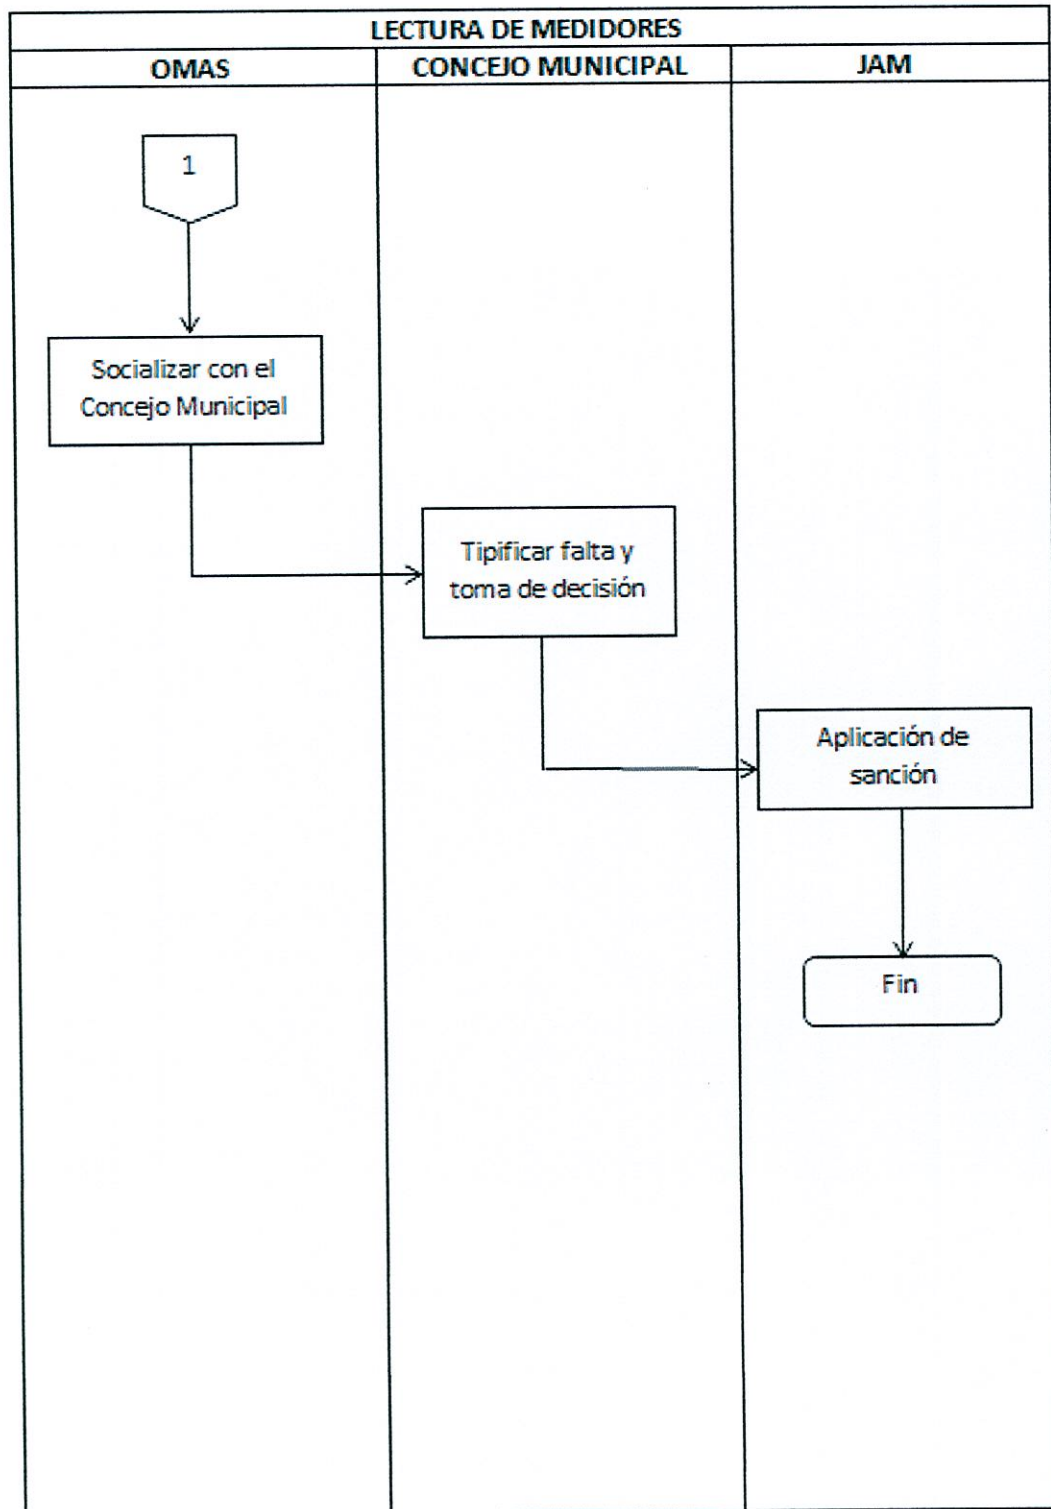 LECTURA DE MEDIDORES
OMAS
CONCEJO MUNICIPAL
JAM
1
Socializar con el
Concejo Municipal
Tipificar falta y
toma de decisión
Aplicación de
sanción
Fin